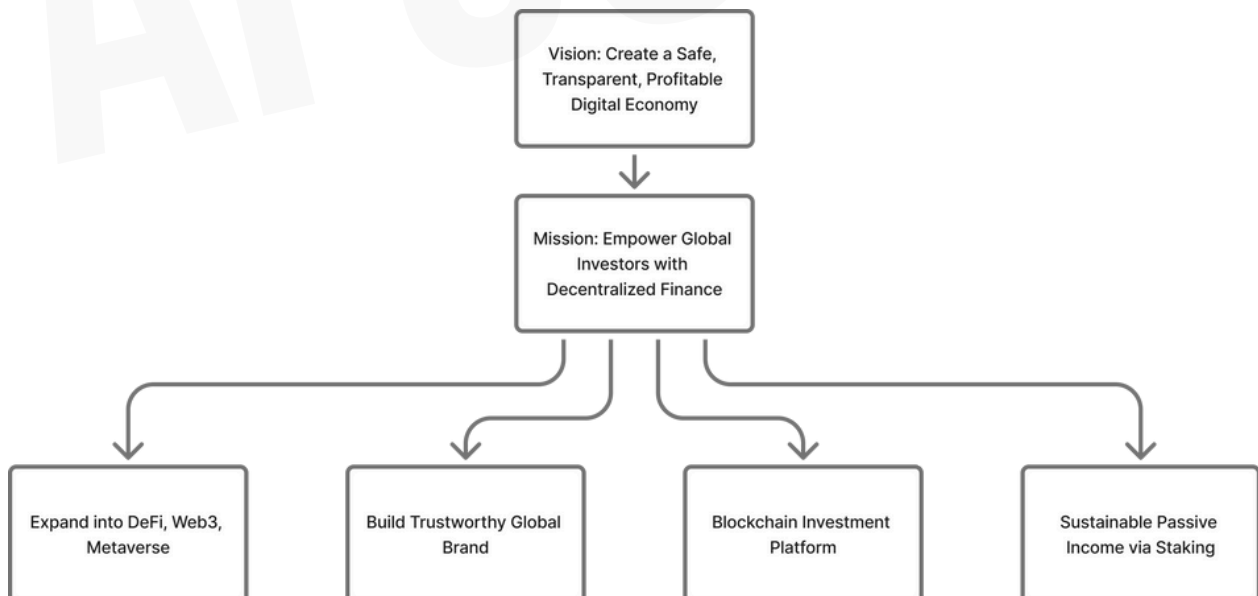 Vision: Create a Safe,
Transparent, Profitable
Digital Economy
Mission: Empower Global
Investors with
Decentralized Finance
Expand into DeFi, Web3,
Metaverse
Build Trustworthy Global
Brand
Blockchain Investment
Platform
Sustainable Passive
Income via Staking